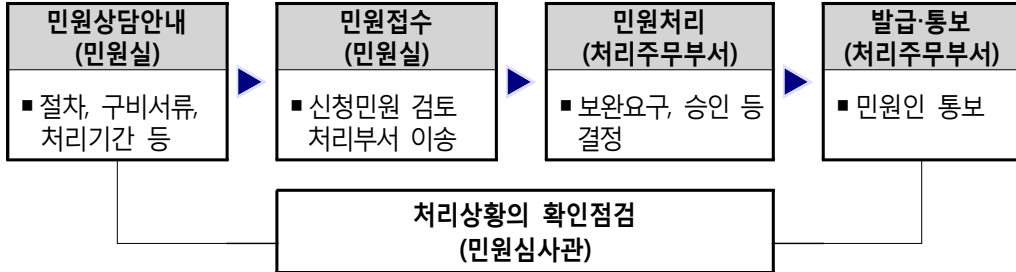 민원상담안내
(민원실)
■ 절차, 구비서류,
처리기간 등
민원접수
(민원실)
■ 신청민원 검토
처리부서 이송
민원처리
(처리주무부서)
■ 보완요구, 승인 등
결정
발급·통보
(처리주무부서)
■ 민원인 통보
처리상황의 확인점검
(민원심사관)